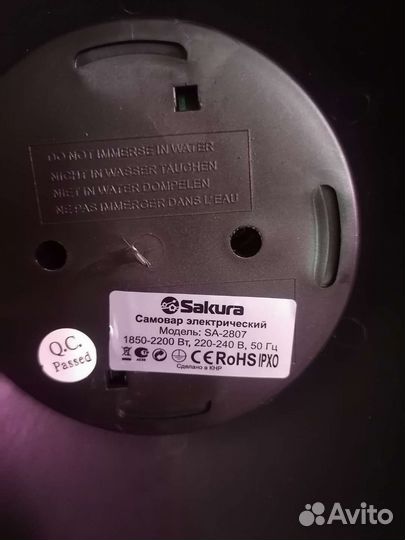 DO NOT IMMERSE IN WATER
NICHT IN WASSER TAUCHEN
NIET IN WATER DOMPELEN
NE PAS IMMERGER DANS L'EAU
Sakura
Самовар электрический
Модель: SA-2807
1850-2200 Вт, 220-240 В, 50 Гц
CE RoHS IPXO
Сделано в КНР
Q.C.
Passed
Avito